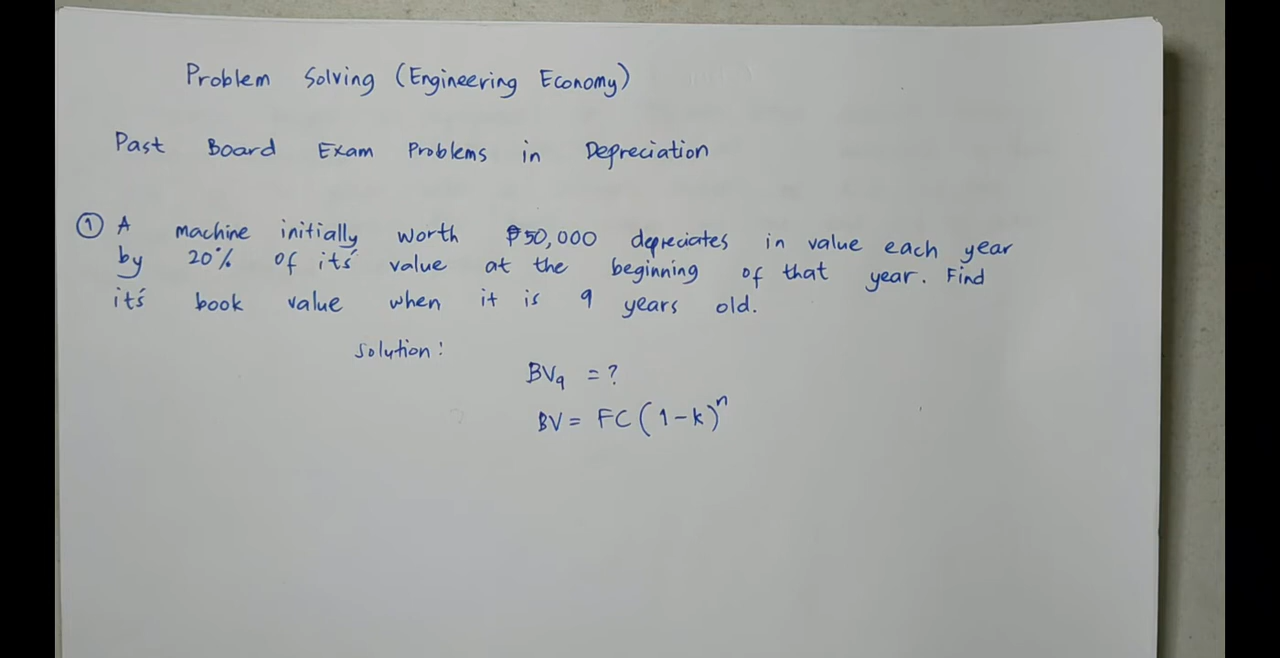 Problem Solving (Engineering Economy)
Past Board Exam Problems in Depreciation
① A machine initially worth ₱50,000 depreciates in value each year
by 20% of it's value at the beginning of that year. Find
it's book value when it is 9 years old.
Solution:
BV₉ = ?
BV = FC(1-k)ⁿ